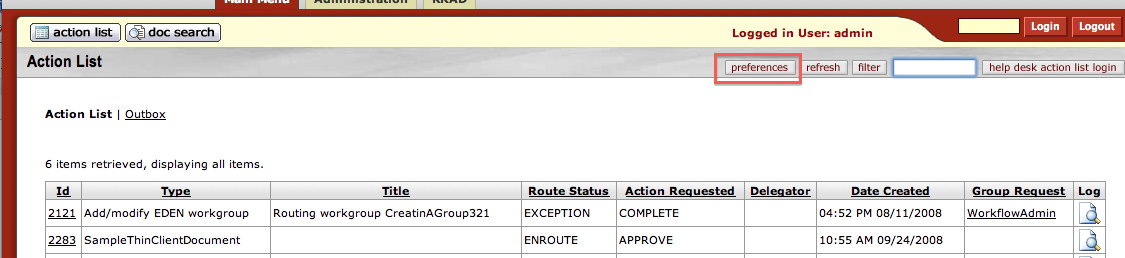 Main Menu Administration KRAD
action list doc search Logged in User: admin Login Logout
Action List preferences refresh filter help desk action list login
Action List | Outbox
6 items retrieved, displaying all items.
Id Type Title Route Status Action Requested Delegator Date Created Group Request Log
2121 Add/modify EDEN workgroup Routing workgroup CreatinAGroup321 EXCEPTION COMPLETE 04:52 PM 08/11/2008 WorkflowAdmin
2283 SampleThinClientDocument ENROUTE APPROVE 10:55 AM 09/24/2008